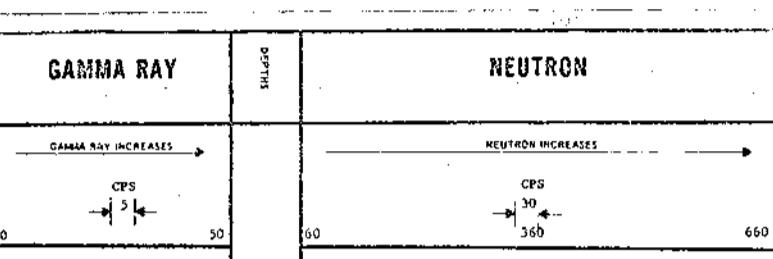 GAMMA RAY
DEPTHS
NEUTRON
GAMMA RAY INCREASES
NEUTRON INCREASES
CPS
5
CPS
30
0
50
60
360
660